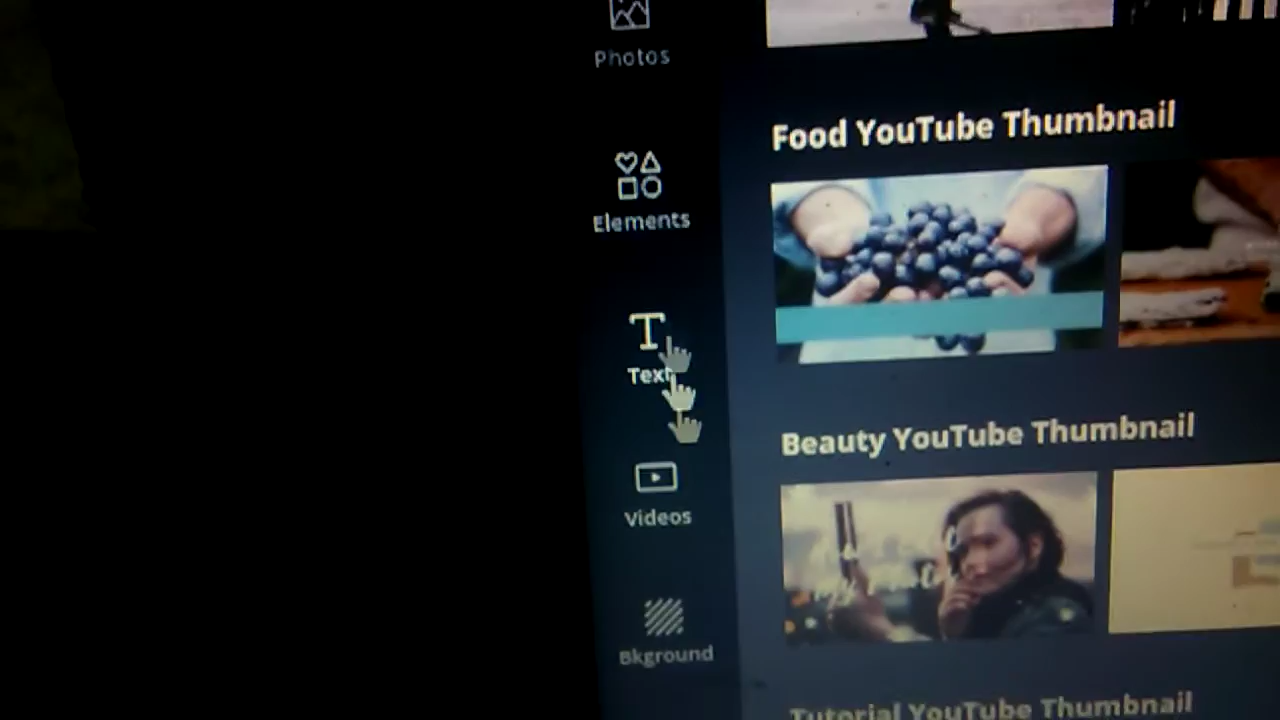 Photos
Elements
Text
Videos
Bkground
Food YouTube Thumbnail
Beauty YouTube Thumbnail
Tutorial YouTube Thumbnail